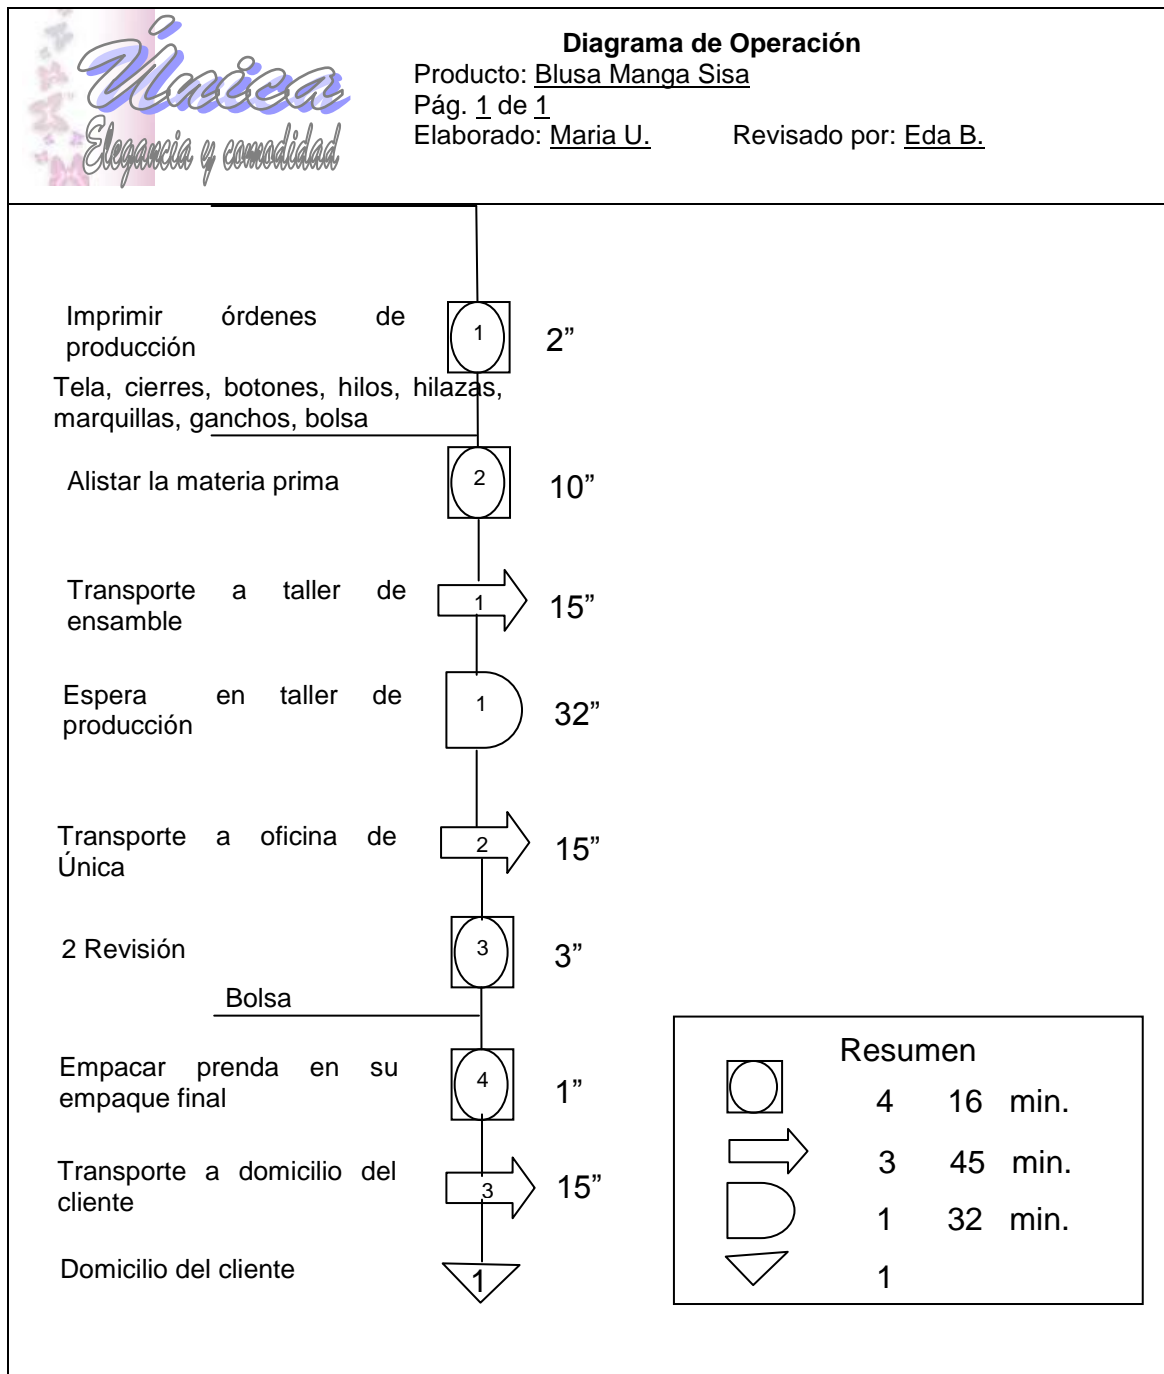 Única
Elegancia y comodidad
Diagrama de Operación
Producto: Blusa Manga Sisa
Pág. 1 de 1
Elaborado: Maria U. Revisado por: Eda B.
Imprimir órdenes de
producción
1
2”
Tela, cierres, botones, hilos, hilazas,
marquillas, ganchos, bolsa
Alistar la materia prima
2
10”
Transporte a taller de
ensamble
1
15”
Espera en taller de
producción
1
32”
Transporte a oficina de
Única
2
15”
2 Revisión
3
3”
Bolsa
Empacar prenda en su
empaque final
4
1”
Transporte a domicilio del
cliente
3
15”
Domicilio del cliente
1
Resumen
4 16 min.
3 45 min.
1 32 min.
1